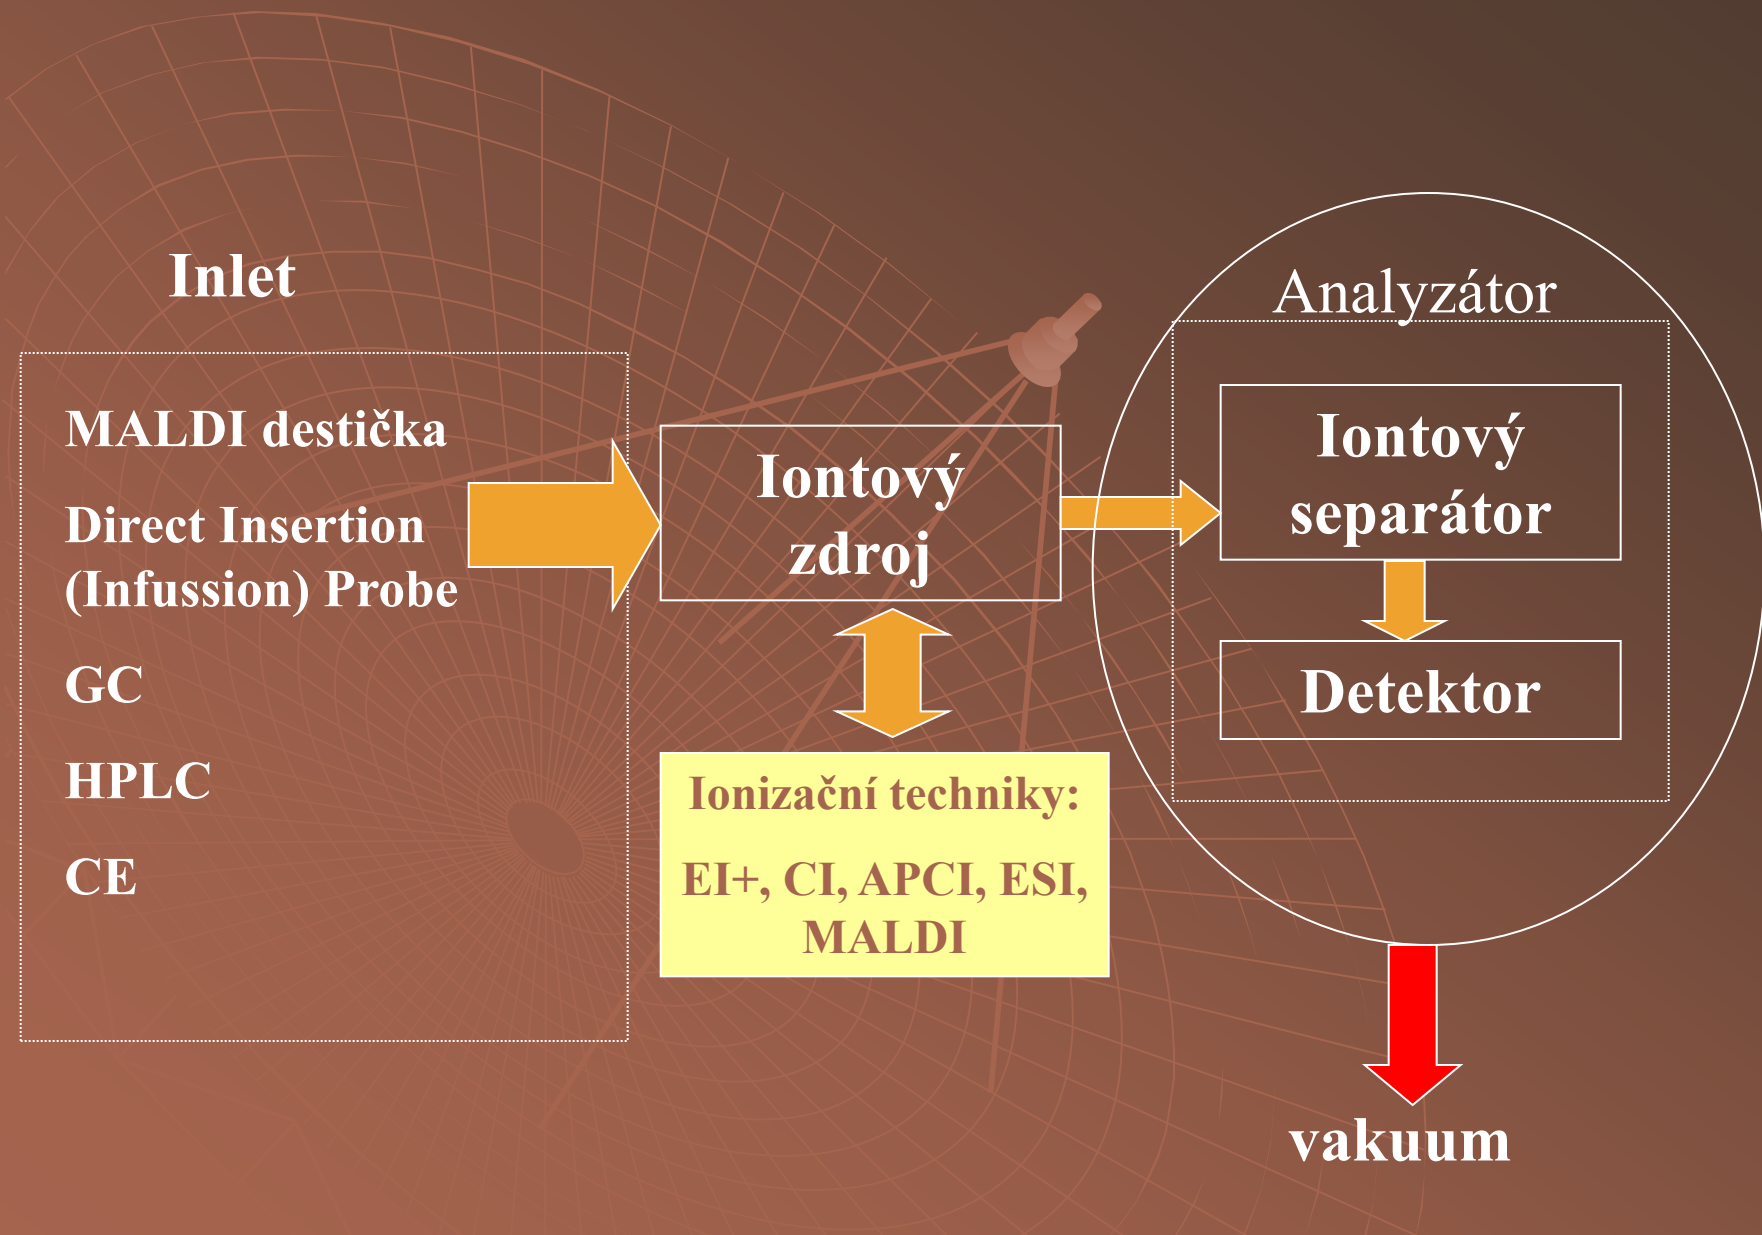 Inlet
MALDI destička
Direct Insertion
(Infussion) Probe
GC
HPLC
CE
Iontový
zdroj
Ionizační techniky:
EI+, CI, APCI, ESI,
MALDI
Analyzátor
Iontový
separátor
Detektor
vakuum